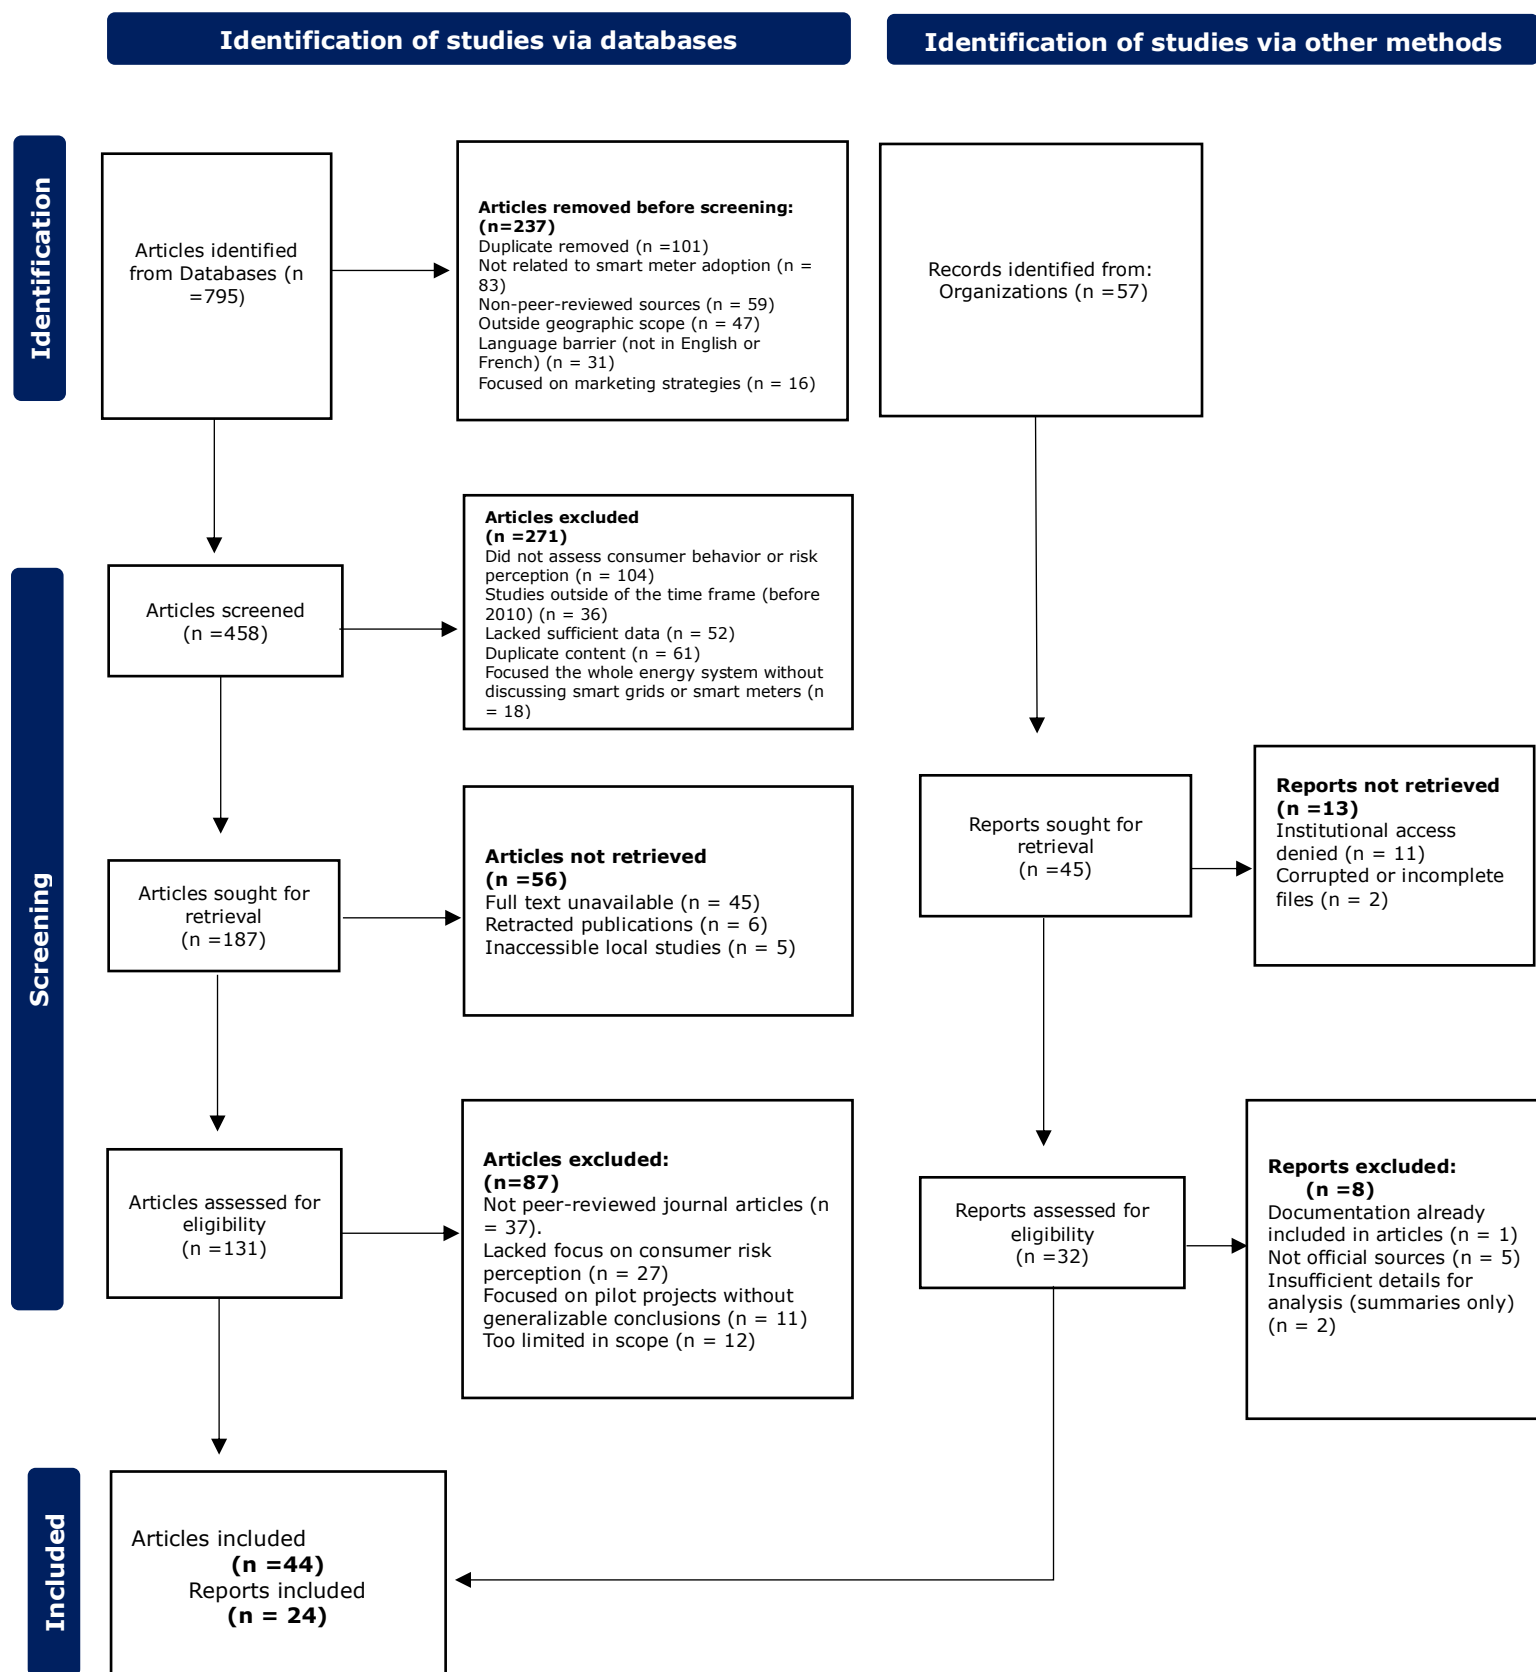 Identification of studies via databases
Identification of studies via other methods
Identification
Articles identified
from Databases (n
=795)
Articles removed before screening:
(n=237)
Duplicate removed (n =101)
Not related to smart meter adoption (n =
83)
Non-peer-reviewed sources (n = 59)
Outside geographic scope (n = 47)
Language barrier (not in English or
French) (n = 31)
Focused on marketing strategies (n = 16)
Records identified from:
Organizations (n =57)
Screening
Articles screened
(n =458)
Articles excluded
(n =271)
Did not assess consumer behavior or risk
perception (n = 104)
Studies outside of the time frame (before
2010) (n = 36)
Lacked sufficient data (n = 52)
Duplicate content (n = 61)
Focused the whole energy system without
discussing smart grids or smart meters (n
= 18)
Articles sought for
retrieval
(n =187)
Articles not retrieved
(n =56)
Full text unavailable (n = 45)
Retracted publications (n = 6)
Inaccessible local studies (n = 5)
Reports sought for
retrieval
(n =45)
Reports not retrieved
(n =13)
Institutional access
denied (n = 11)
Corrupted or incomplete
files (n = 2)
Articles assessed for
eligibility
(n =131)
Articles excluded:
(n=87)
Not peer-reviewed journal articles (n
= 37).
Lacked focus on consumer risk
perception (n = 27)
Focused on pilot projects without
generalizable conclusions (n = 11)
Too limited in scope (n = 12)
Reports assessed for
eligibility
(n =32)
Reports excluded:
(n =8)
Documentation already
included in articles (n = 1)
Not official sources (n = 5)
Insufficient details for
analysis (summaries only)
(n = 2)
Included
Articles included
(n =44)
Reports included
(n = 24)